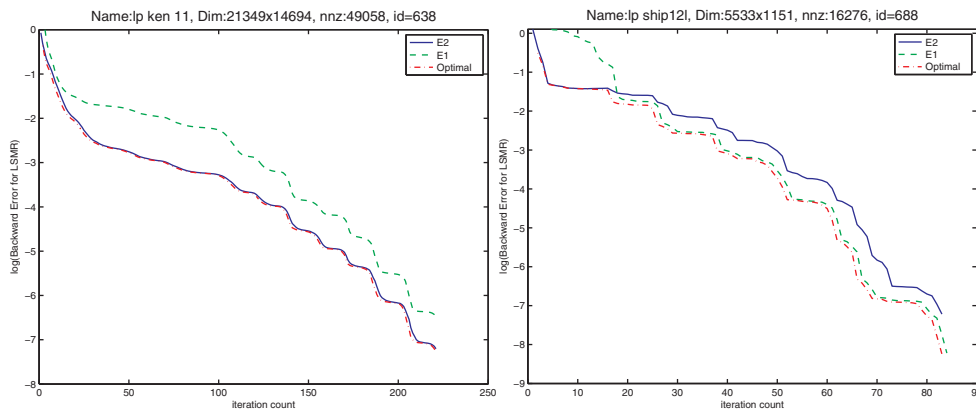 Name:lp ken 11, Dim:21349x14694, nnz:49058, id=638
0
−1
−2
−3
−4
−5
−6
−7
−8
0
50
100
150
200
250
log(Backward Error for LSMR)
iteration count
E2
E1
Optimal
Name:lp ship12l, Dim:5533x1151, nnz:16276, id=688
0
−1
−2
−3
−4
−5
−6
−7
−8
−9
0
10
20
30
40
50
60
70
80
log(Backward Error for LSMR)
iteration count
E2
E1
Optimal